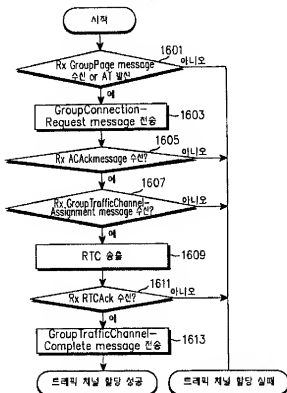 시작
1601
Rx GroupPage message
수신 or AT 발신
아니오
예
GroupConnection-
Request message 전송
1603
1605
Rx ACAckmessage 수신?
아니오
예
1607
Rx GroupTrafficChannel-
Assignment message 수신?
아니오
예
RTC 송출
1609
1611
Rx RTCAck 수신?
아니오
예
GroupTrafficChannel-
Complete message 전송
1613
트래픽 채널 할당 성공
트래픽 채널 할당 실패